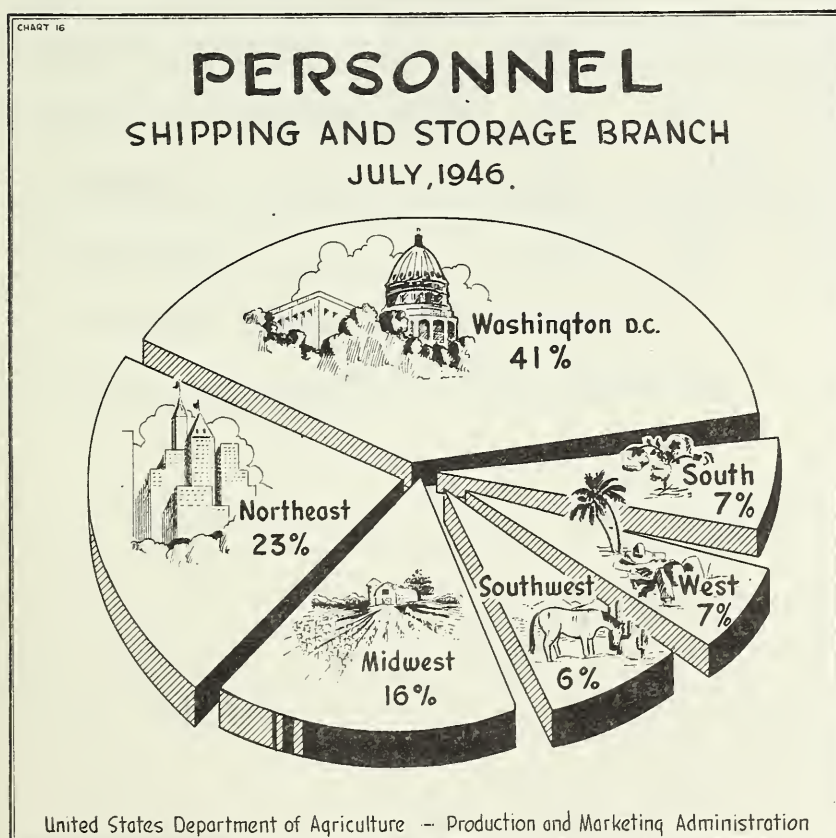 CHART 16
PERSONNEL
SHIPPING AND STORAGE BRANCH
JULY, 1946.
Washington D.C.
41%
South
7%
Northeast
23%
West
7%
Southwest
6%
Midwest
16%
United States Department of Agriculture -- Production and Marketing Administration